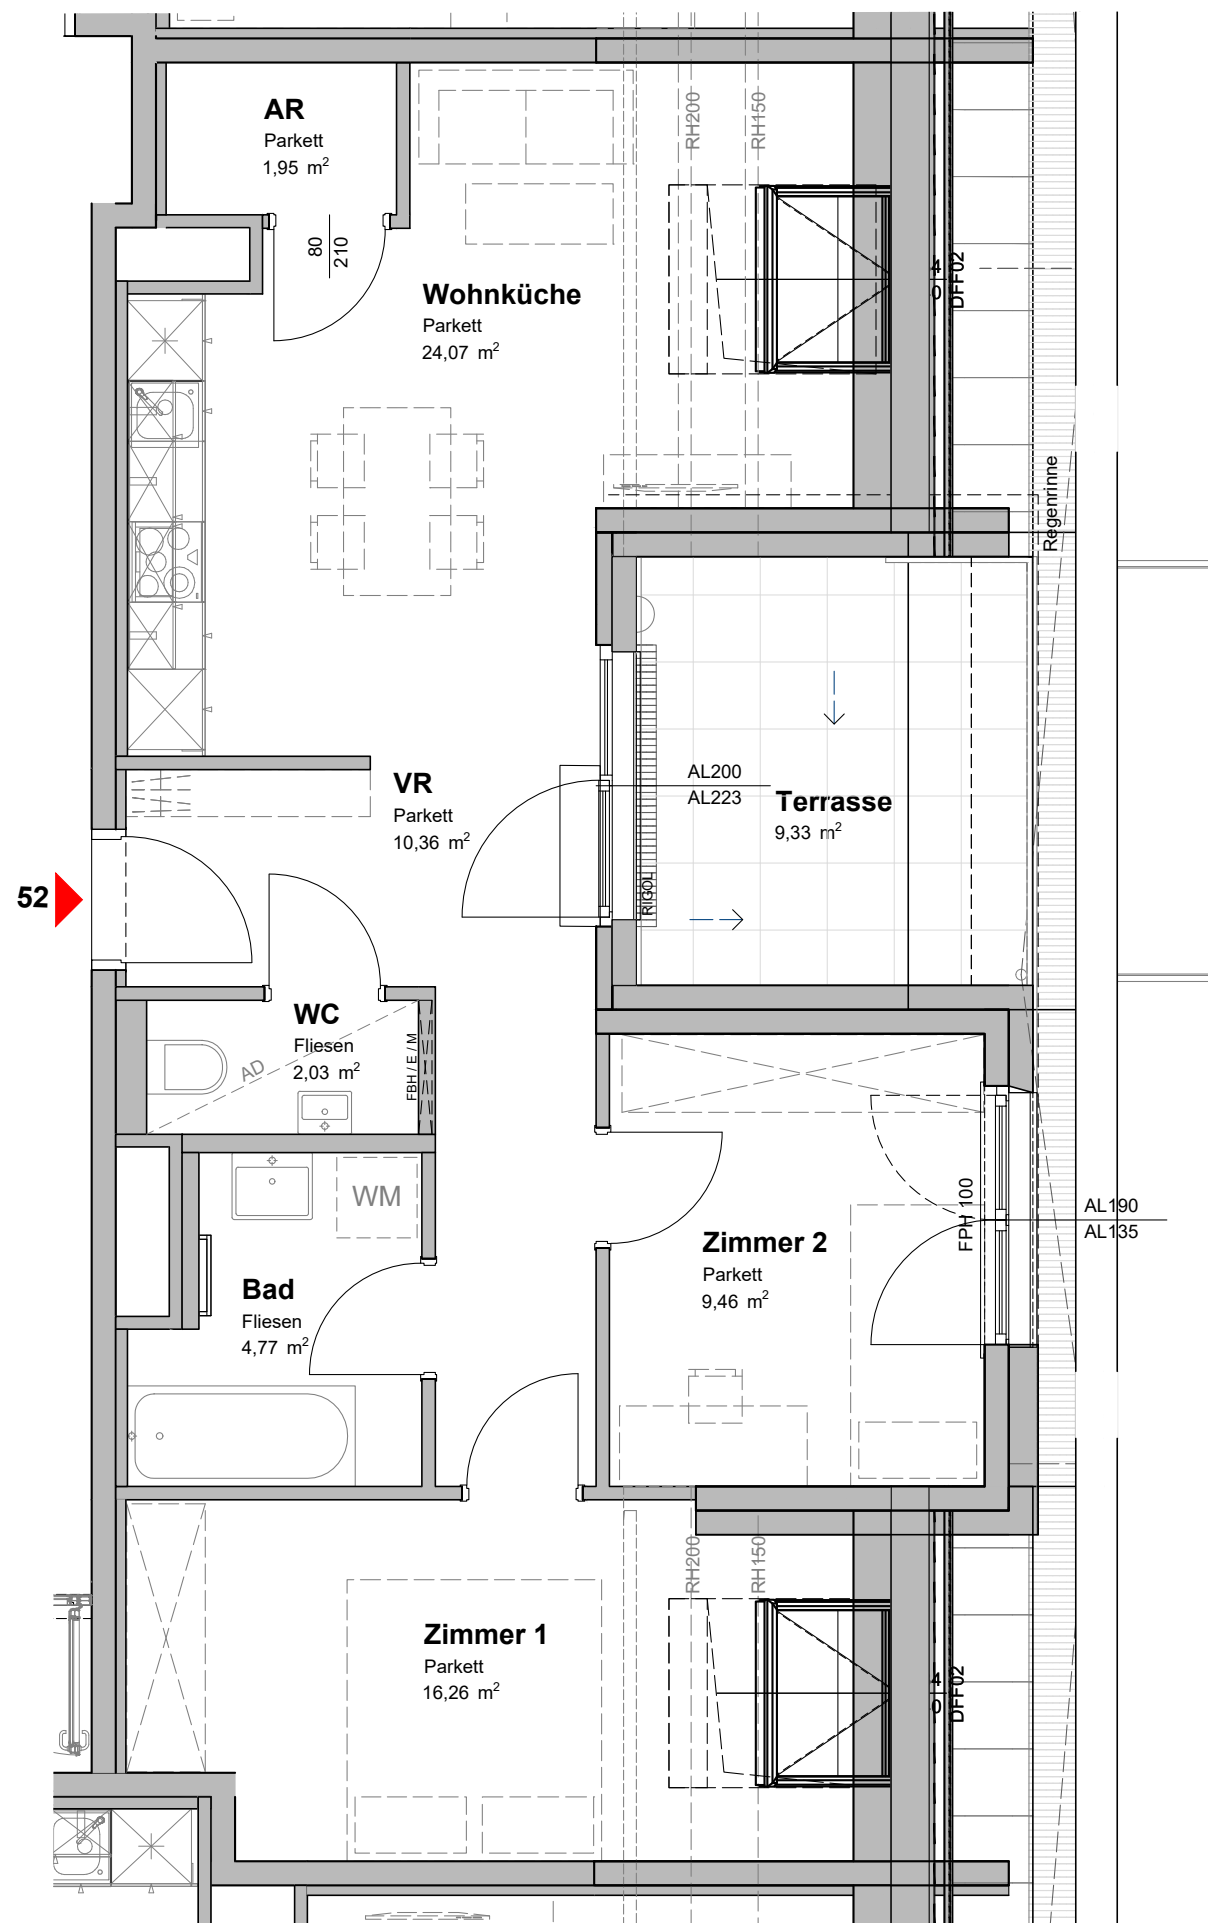 AR
Parkett
1,95 m²
80
210
RH200
RH150
Wohnküche
Parkett
24,07 m²
4
0
DFF02
Regenrinne
VR
Parkett
10,36 m²
AL200
AL223
Terrasse
9,33 m²
RIGOL
52
WC
Fliesen
2,03 m²
AD
FBH / E / M
WM
Bad
Fliesen
4,77 m²
Zimmer 2
Parkett
9,46 m²
FPH 100
AL190
AL135
RH200
RH150
Zimmer 1
Parkett
16,26 m²
4
0
DFF02